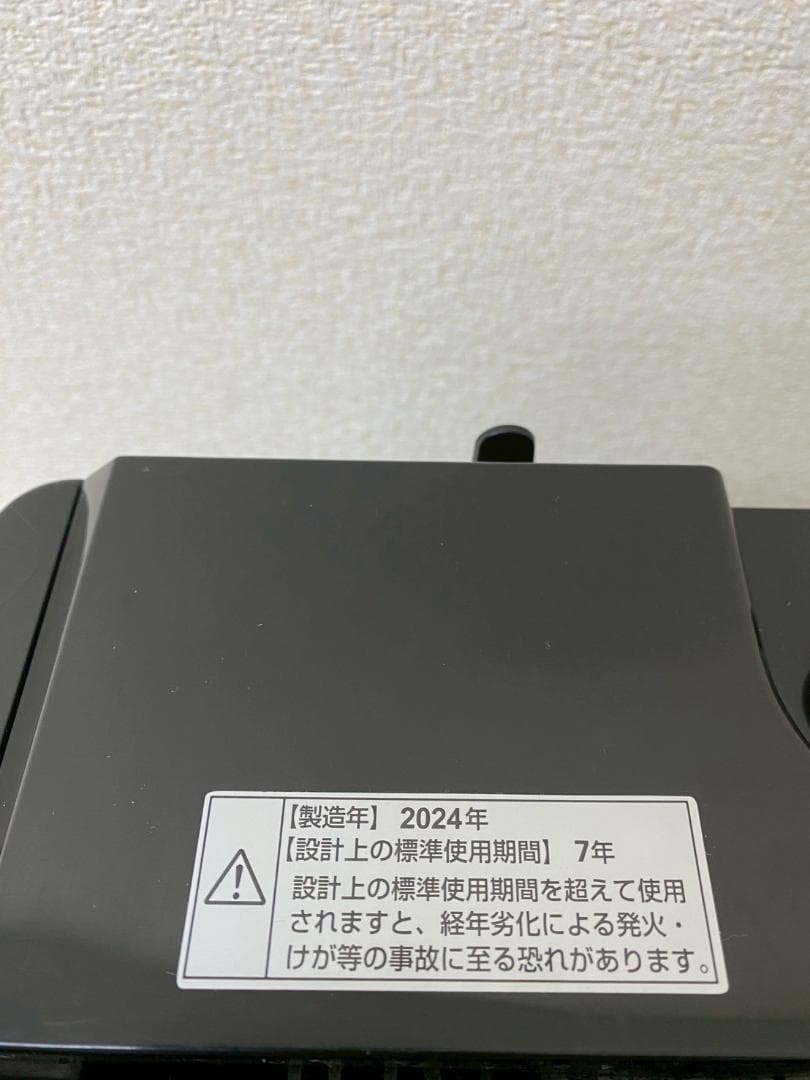 【製造年】 2024年
【設計上の標準使用期間】 7年
設計上の標準使用期間を超えて使用
されますと、経年劣化による発火・
けが等の事故に至る恐れがあります。